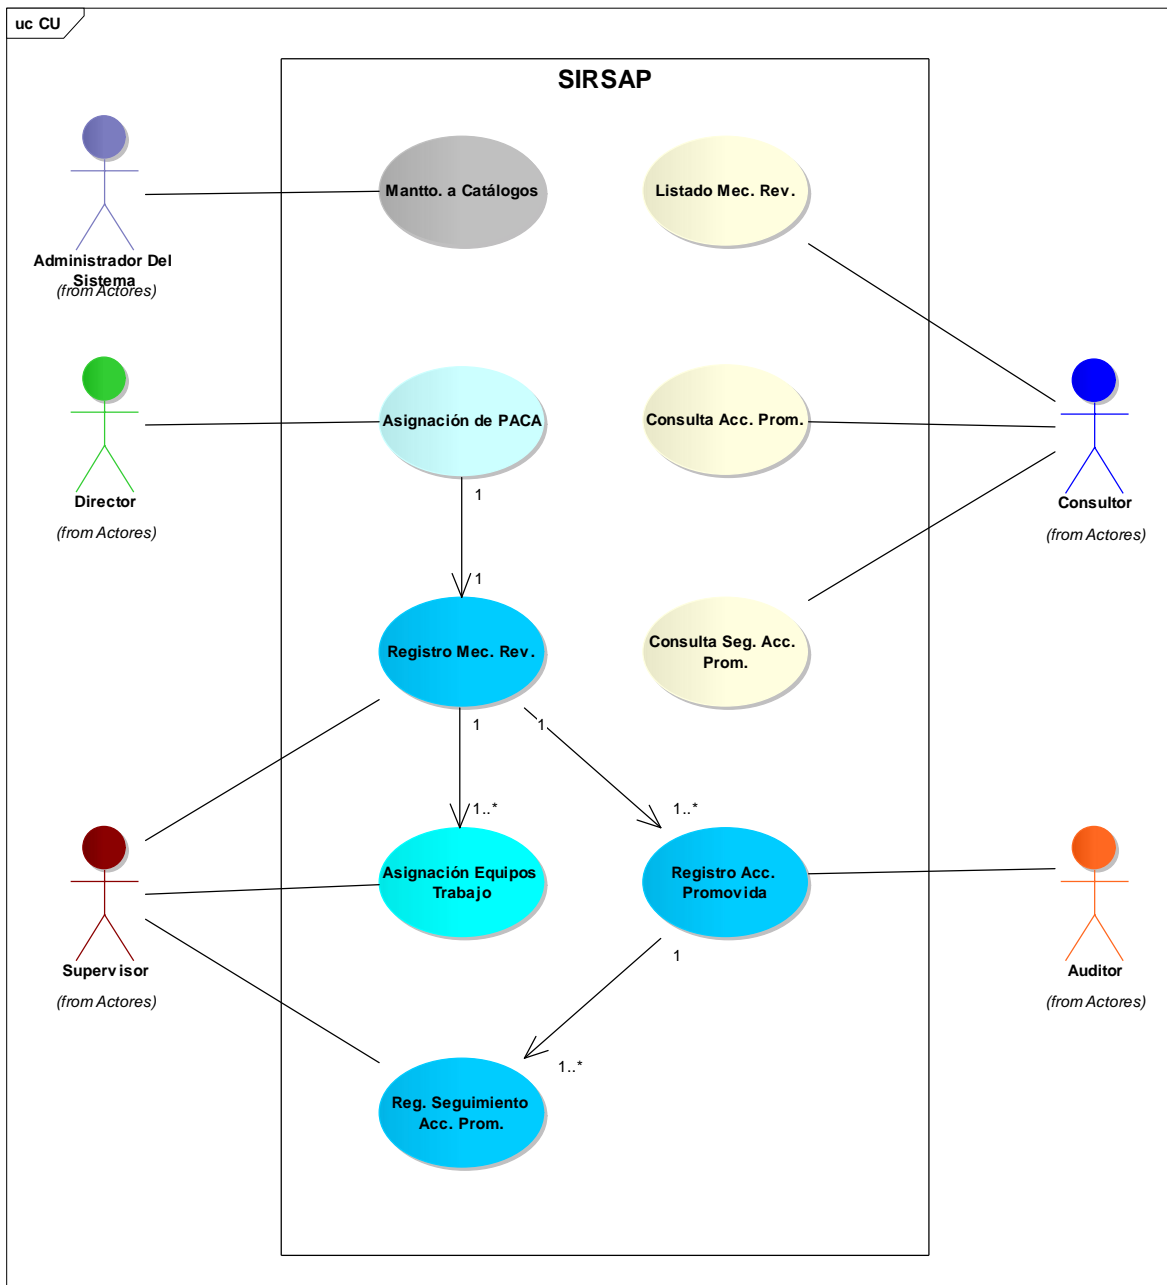 uc CU
SIRSAP
Mantto. a Catálogos
Listado Mec. Rev.
Administrador Del
Sistema
(from Actores)
Asignación de PACA
Consulta Acc. Prom.
Director
(from Actores)
Consultor
(from Actores)
1
1
Registro Mec. Rev.
Consulta Seg. Acc.
Prom.
1
1
1..*
1..*
Asignación Equipos
Trabajo
Registro Acc.
Promovida
Supervisor
(from Actores)
Auditor
(from Actores)
1
1..*
Reg. Seguimiento
Acc. Prom.